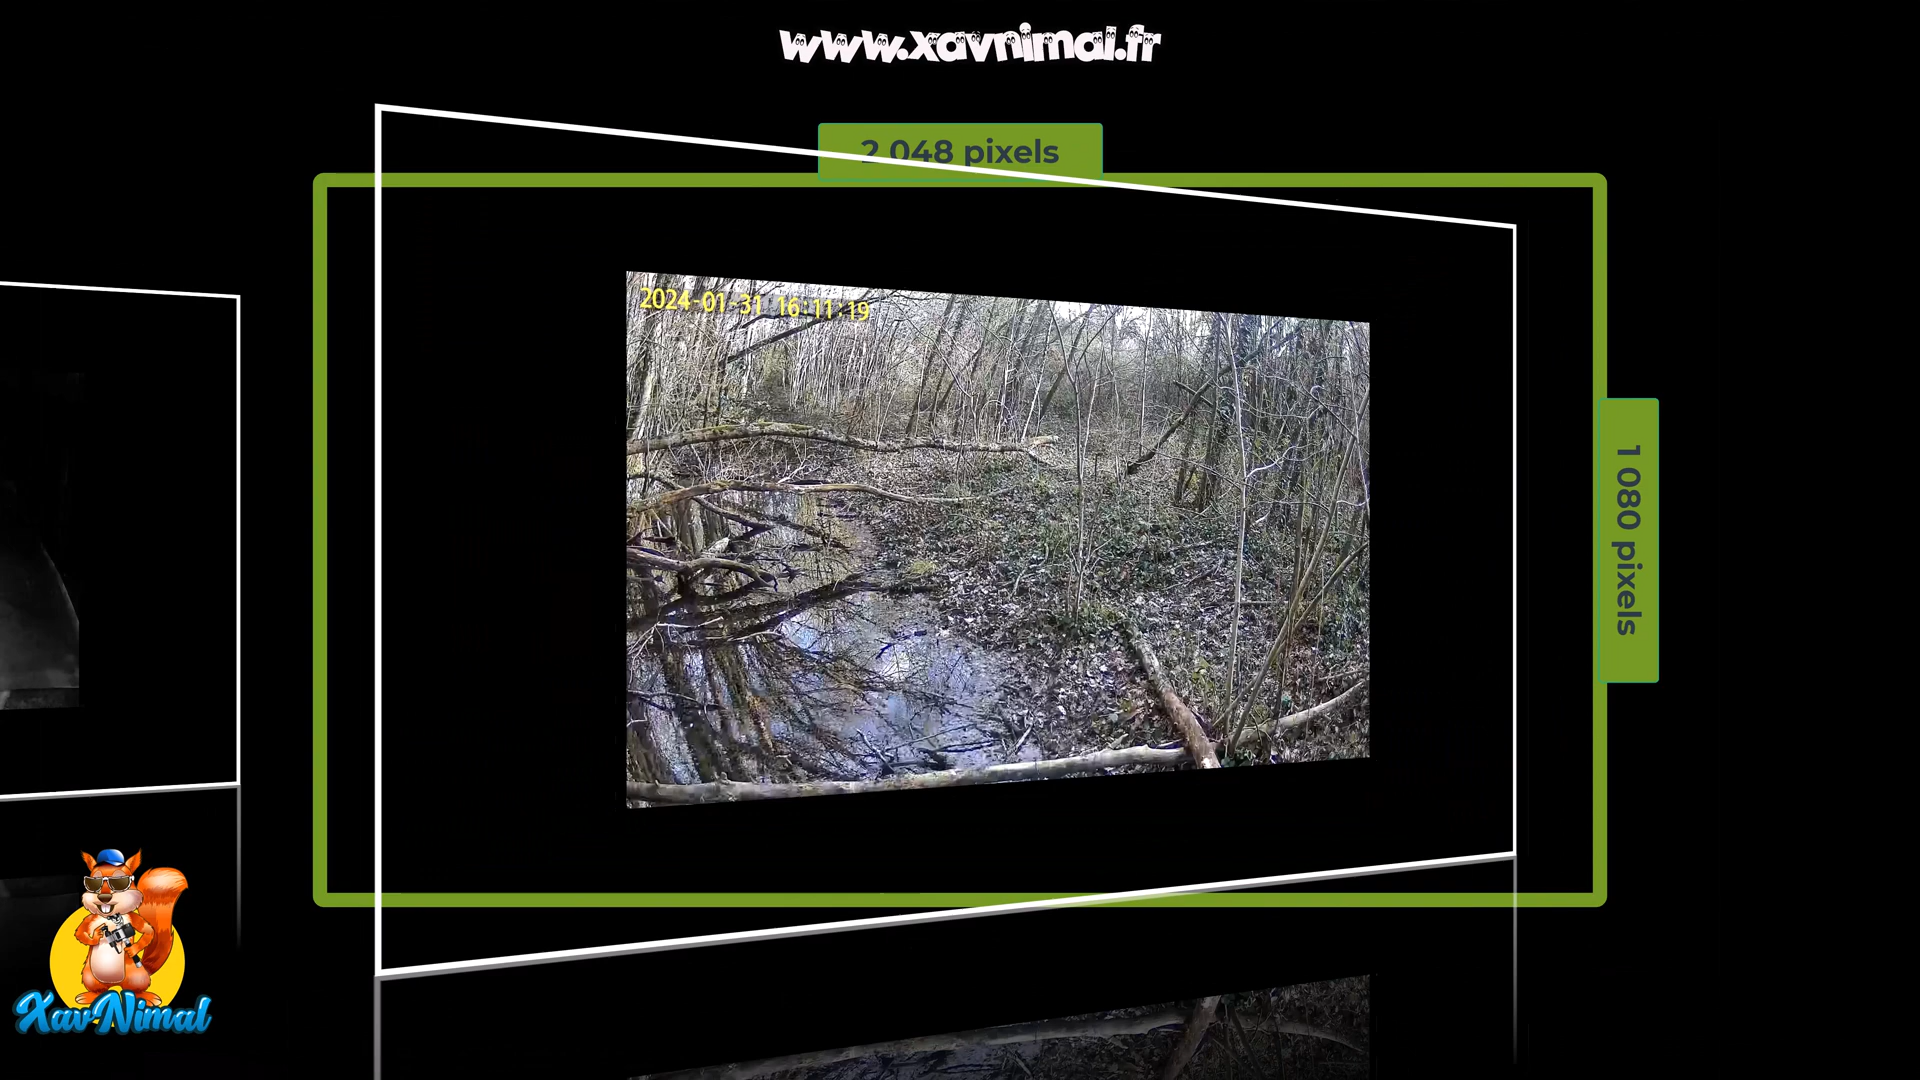 www.xavnimal.fr
2 048 pixels
2024-01-31 16:11:19
1 080 pixels
XavNimal